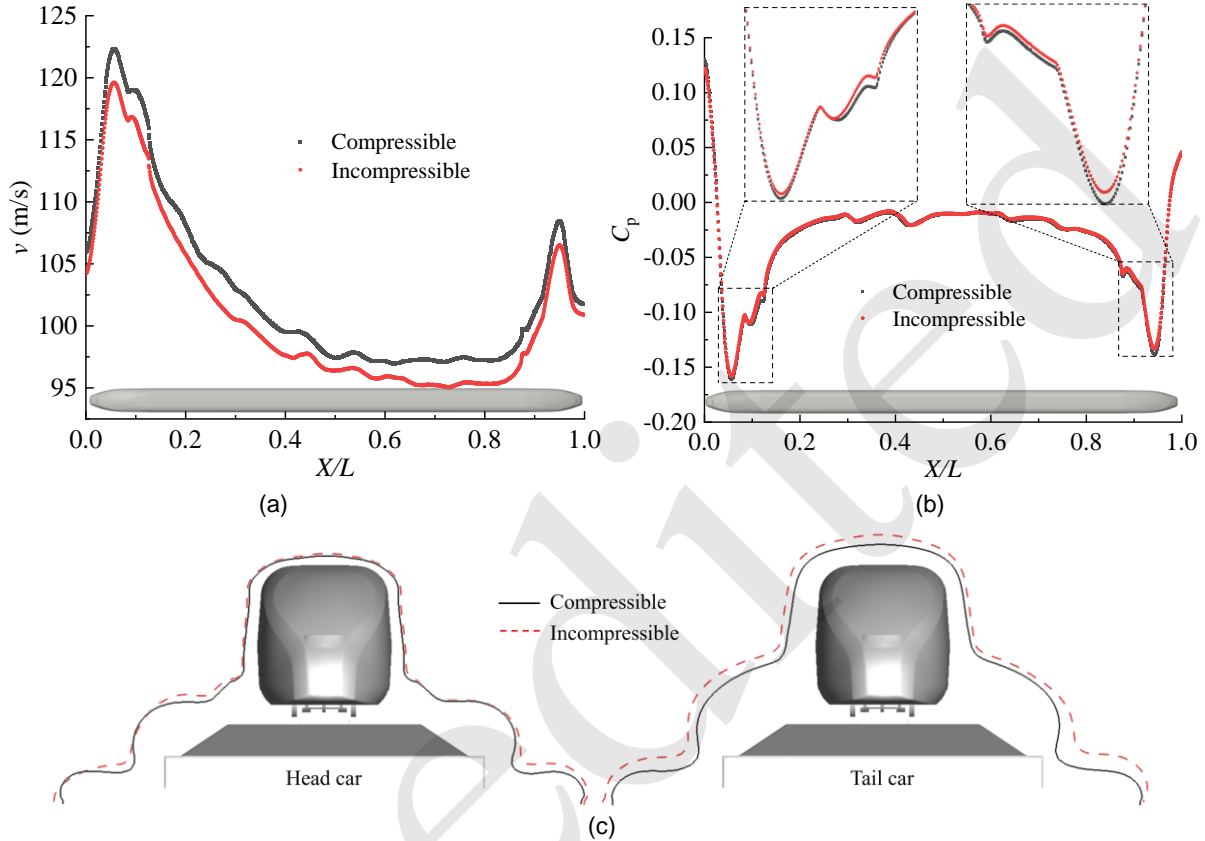 125
120
115
110
105
100
95
v (m/s)
Compressible
Incompressible
0.0 0.2 0.4 0.6 0.8 1.0
X/L
(a)
0.15
0.10
0.05
0.00
-0.05
-0.10
-0.15
-0.20
Cp
Compressible
Incompressible
0.0 0.2 0.4 0.6 0.8 1.0
X/L
(b)
Compressible
Incompressible
Head car
Tail car
(c)
edited